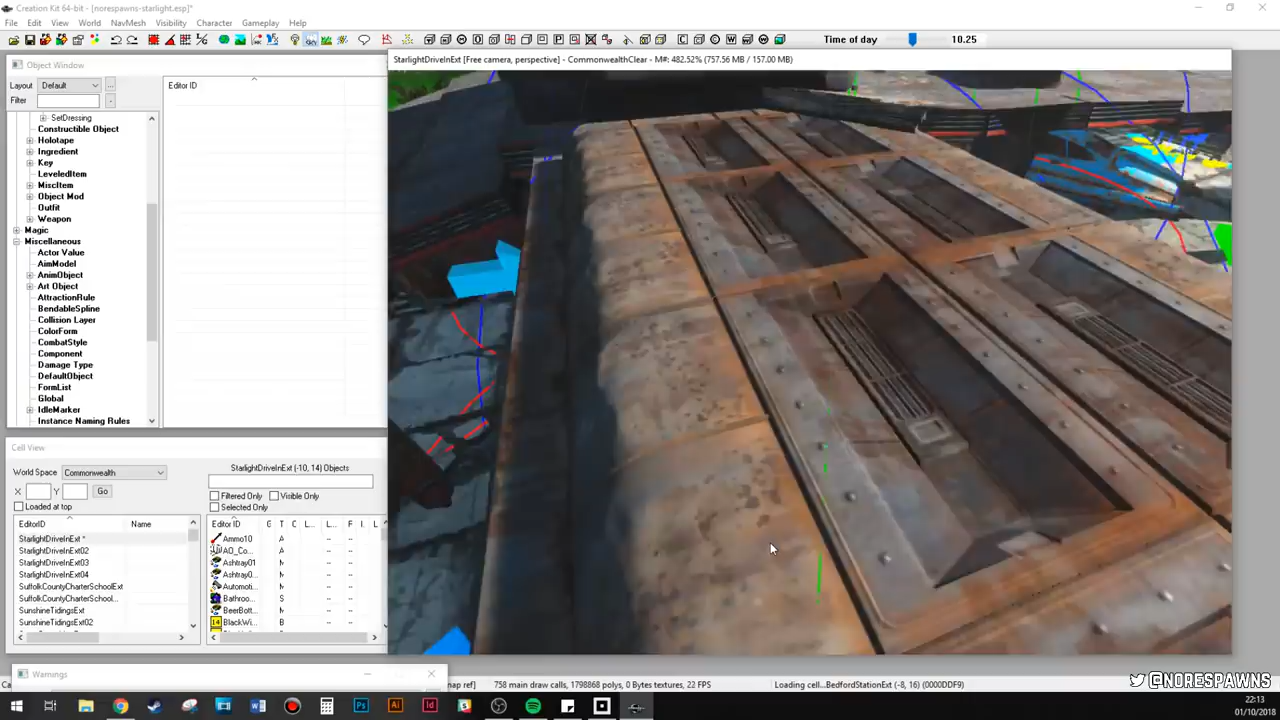 Creation Kit 64-bit - [norespawns-starlight.esp]*
File Edit View World NavMesh Visibility Character Gameplay Help
Time of day 10.25
Object Window
Layout Default ...
Filter
Editor ID
SetDressing
Constructible Object
Holotape
Ingredient
Key
LeveledItem
MiscItem
Object Mod
Outfit
Weapon
Magic
Miscellaneous
Actor Value
AimModel
AnimObject
Art Object
AttractionRule
BendableSpline
Collision Layer
ColorForm
CombatStyle
Component
Damage Type
DefaultObject
FormList
Global
IdleMarker
Instance Naming Rules
StarlightDriveInExt [Free camera, perspective] - CommonwealthClear - M#: 482.52% (757.56 MB / 157.00 MB)
Cell View
World Space Commonwealth
X Y Go
Loaded at top
StarlightDriveInExt (-10, 14) Objects
Filtered Only Visible Only
Selected Only
EditorID Name
StarlightDriveInExt *
StarlightDriveInExt02
StarlightDriveInExt03
StarlightDriveInExt04
SuffolkCountyCharterSchoolExt
SuffolkCountyCharterSchool...
SunshineTidingsExt
SunshineTidingsExt02
Editor ID G T C L... L... F I. L
Ammo10 A
AO_Co... A
Ashtray01 M
Ashtray0... M
Automoti... M
Bathroo... S
BeerBott... M
BlackWi... B
Warnings
nap ref]
758 main draw calls, 1798868 polys, 0 Bytes textures, 22 FPS
Loading cell...BedfordStationExt (-8, 16) (0000DDF9)
@NORESPAWNS
22:13
01/10/2018